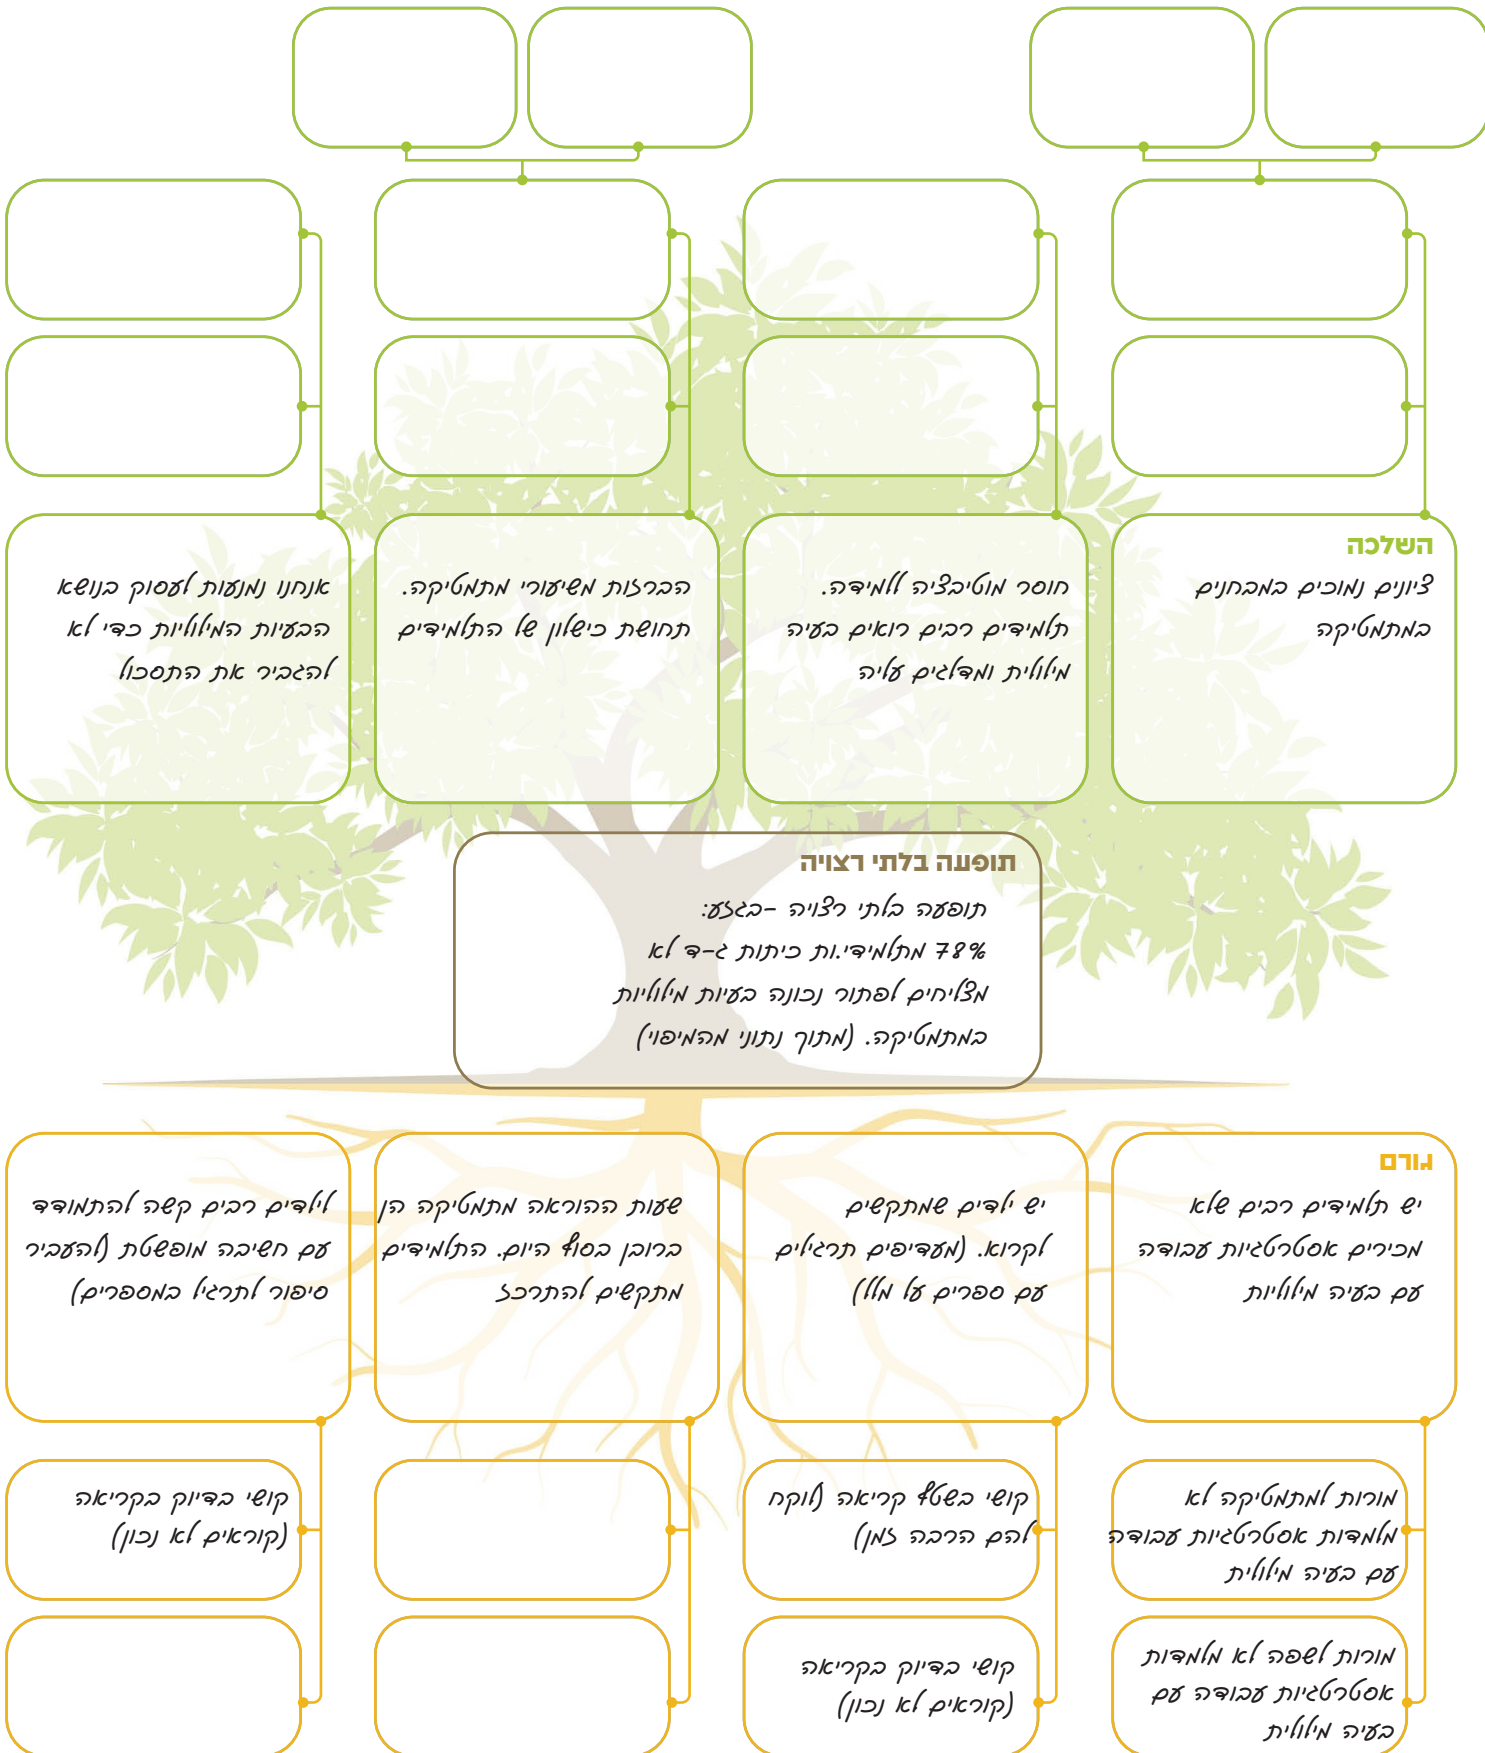 השלכה
ציונים נמוכים במבחנים
במתמטיקה
חוסר מוטיבציה ללמידה.
תלמידים רבים רואים בעיה
מילולית ומדלגים עליה
הברזות משיעורי מתמטיקה.
תחושת כישלון של התלמידים
אנחנו נמנעות לעסוק בנושא
הבעיות המילוליות כדי לא
להגביר את התסכול
תופעה בלתי רצויה
תופעה בלתי רצויה -בגזע:
78% מתלמידי.ות כיתות ג-ד לא
מצליחים לפתור נכונה בעיות מילוליות
במתמטיקה. (מתוך נתוני מהמיפוי)
גורם
יש תלמידים רבים שלא
מכירים אסטרטגיות עבודה
עם בעיה מילוליות
יש ילדים שמתקשים
לקרוא. (מעדיפים תרגילים
עם ספרים על מלל)
שעות ההוראה מתמטיקה הן
ברובן בסוף היום. התלמידים
מתקשים להתרכז
לילדים רבים קשה להתמודד
עם חשיבה מופשטת (להעביר
סיפור לתרגיל במספרים)
מורות למתמטיקה לא
מלמדות אסטרטגיות עבודה
עם בעיה מילולית
קושי בשטף קריאה (לוקח
להם הרבה זמן)
קושי בדיוק בקריאה
(קוראים לא נכון)
מורות לשפה לא מלמדות
אסטרטגיות עבודה עם
בעיה מילולית
קושי בדיוק בקריאה
(קוראים לא נכון)